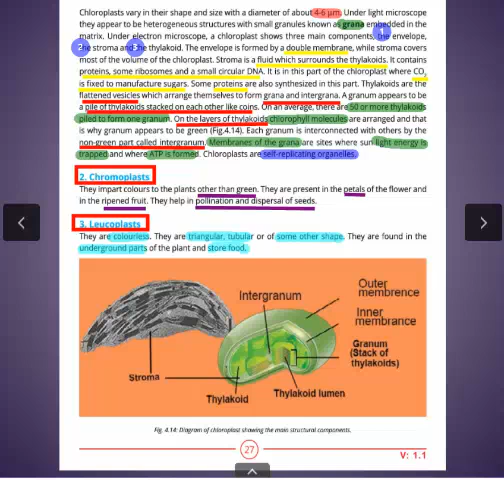 Chloroplasts vary in their shape and size with a diameter of about 4-6 µm. Under light microscope
they appear to be heterogeneous structures with small granules known as grana embedded in the
matrix. Under electron microscope, a chloroplast shows three main components, the envelope,
the stroma and the thylakoid. The envelope is formed by a double membrane, while stroma covers
most of the volume of the chloroplast. Stroma is a fluid which surrounds the thylakoids. It contains
proteins, some ribosomes and a small circular DNA. It is in this part of the chloroplast where CO₂
is fixed to manufacture sugars. Some proteins are also synthesized in this part. Thylakoids are the
flattened vesicles which arrange themselves to form grana and intergrana. A granum appears to be
a pile of thylakoids stacked on each other like coins. On an average, there are 50 or more thylakoids
piled to form one granum. On the layers of thylakoids chlorophyll molecules are arranged and that
is why granum appears to be green (Fig.4.14). Each granum is interconnected with others by the
non-green part called intergranum. Membranes of the grana are sites where sun light energy is
trapped and where ATP is formed. Chloroplasts are self-replicating organelles.
2. Chromoplasts
They impart colours to the plants other than green. They are present in the petals of the flower and
in the ripened fruit. They help in pollination and dispersal of seeds.
3. Leucoplasts
They are colourless. They are triangular, tubular or of some other shape. They are found in the
underground parts of the plant and store food.
Outer
membrence
Intergranum
Inner
membrance
Granum
(Stack of
thylakoids)
Stroma
Thylakoid
Thylakoid lumen
Fig. 4.14: Diagram of chloroplast showing the main structural components.
27
V: 1.1
1
2
3